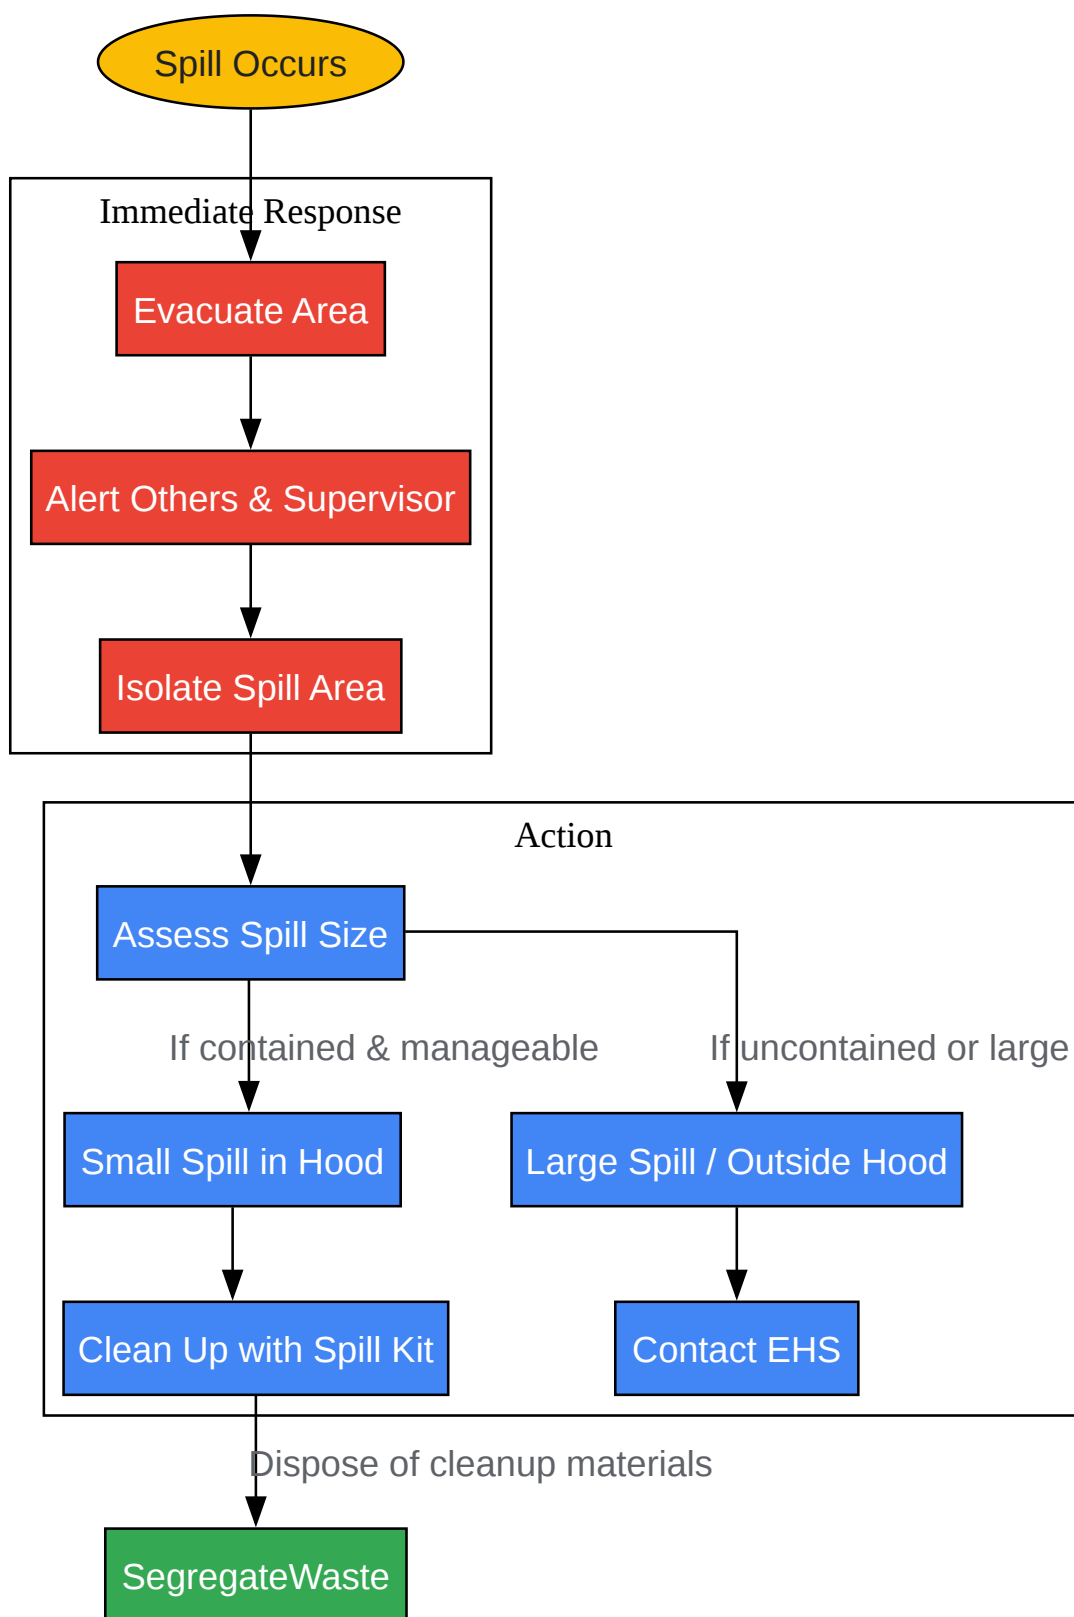 Spill Occurs
Immediate Response
Evacuate Area
Alert Others & Supervisor
Isolate Spill Area
Action
Assess Spill Size
If contained & manageable
If uncontained or large
Small Spill in Hood
Large Spill / Outside Hood
Clean Up with Spill Kit
Contact EHS
Dispose of cleanup materials
SegregateWaste